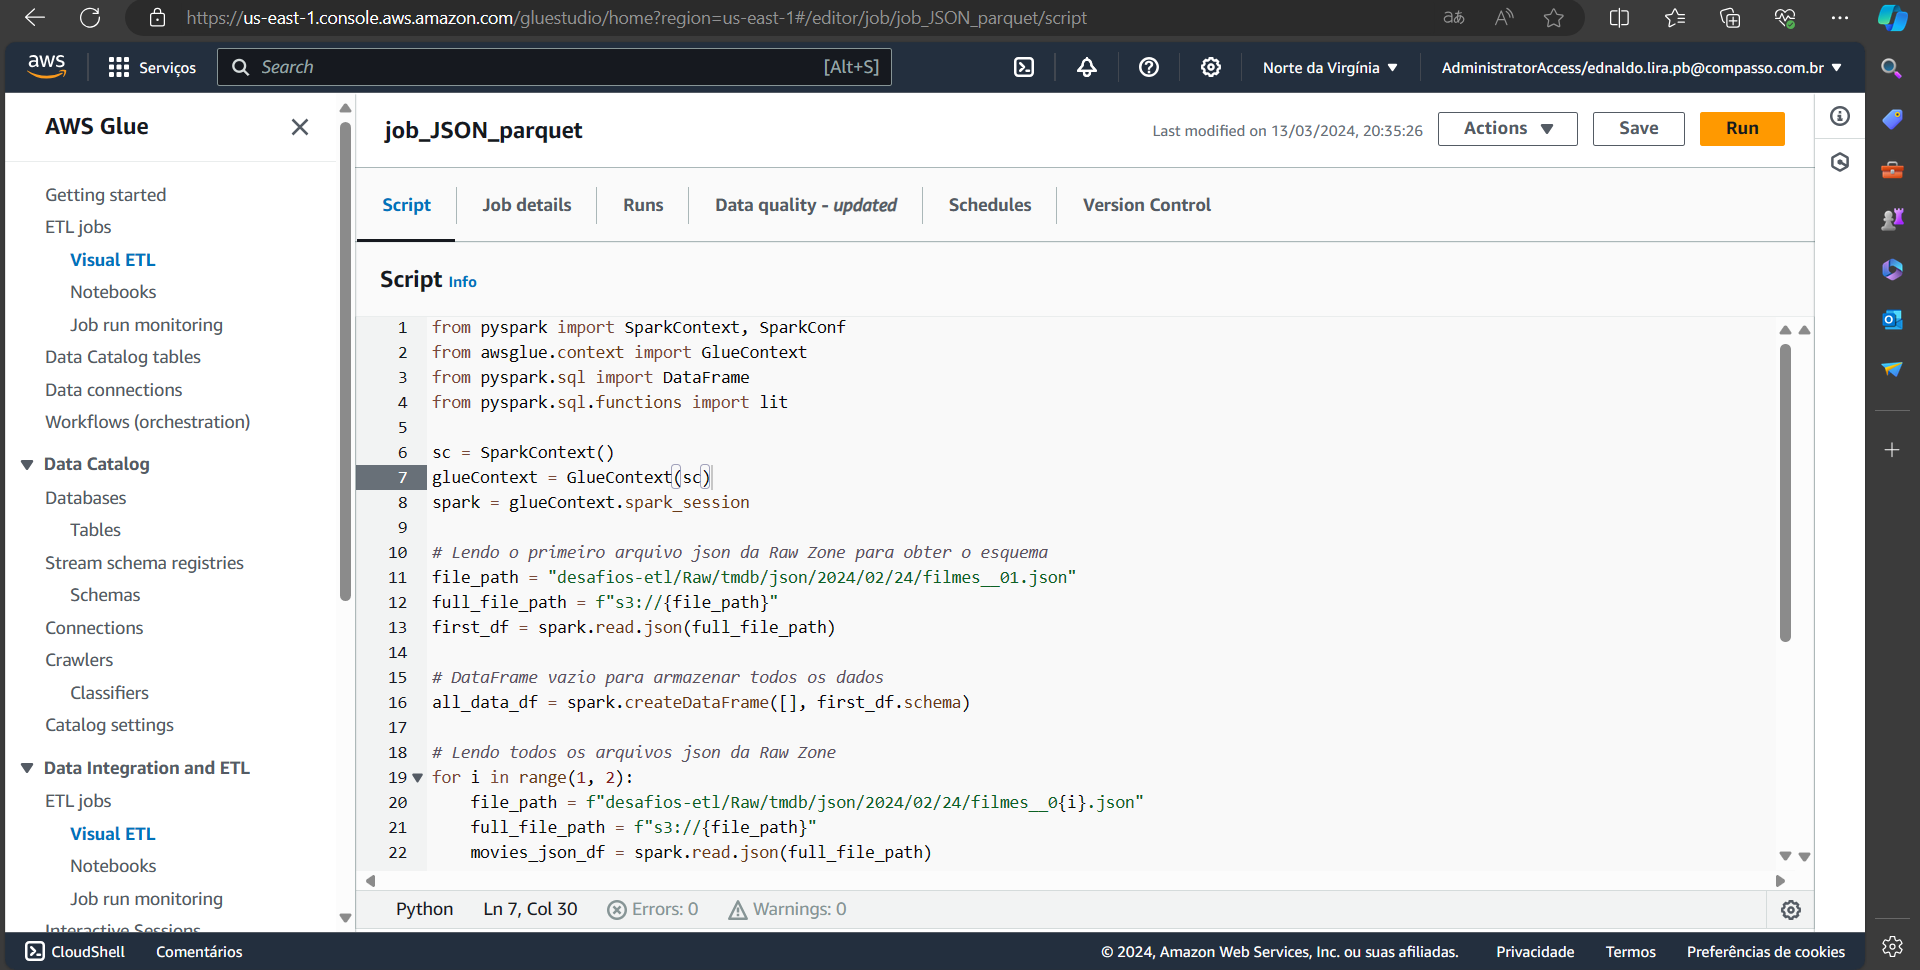 https://us-east-1.console.aws.amazon.com/gluestudio/home?region=us-east-1#/editor/job/job_JSON_parquet/script
aws
Serviços
Search
[Alt+S]
Norte da Virgínia ▼
AdministratorAccess/ednaldo.lira.pb@compasso.com.br ▼
AWS Glue
Getting started
ETL jobs
Visual ETL
Notebooks
Job run monitoring
Data Catalog tables
Data connections
Workflows (orchestration)
Data Catalog
Databases
Tables
Stream schema registries
Schemas
Connections
Crawlers
Classifiers
Catalog settings
Data Integration and ETL
ETL jobs
Visual ETL
Notebooks
Job run monitoring
Interactive Sessions
job_JSON_parquet
Last modified on 13/03/2024, 20:35:26
Actions ▼
Save
Run
Script
Job details
Runs
Data quality - updated
Schedules
Version Control
Script Info
1 from pyspark import SparkContext, SparkConf
2 from awsglue.context import GlueContext
3 from pyspark.sql import DataFrame
4 from pyspark.sql.functions import lit
5
6 sc = SparkContext()
7 glueContext = GlueContext(sc)
8 spark = glueContext.spark_session
9
10 # Lendo o primeiro arquivo json da Raw Zone para obter o esquema
11 file_path = "desafios-etl/Raw/tmdb/json/2024/02/24/filmes__01.json"
12 full_file_path = f"s3://{file_path}"
13 first_df = spark.read.json(full_file_path)
14
15 # DataFrame vazio para armazenar todos os dados
16 all_data_df = spark.createDataFrame([], first_df.schema)
17
18 # Lendo todos os arquivos json da Raw Zone
19 for i in range(1, 2):
20 file_path = f"desafios-etl/Raw/tmdb/json/2024/02/24/filmes__0{i}.json"
21 full_file_path = f"s3://{file_path}"
22 movies_json_df = spark.read.json(full_file_path)
Python
Ln 7, Col 30
Errors: 0
Warnings: 0
CloudShell
Comentários
© 2024, Amazon Web Services, Inc. ou suas afiliadas.
Privacidade
Termos
Preferências de cookies